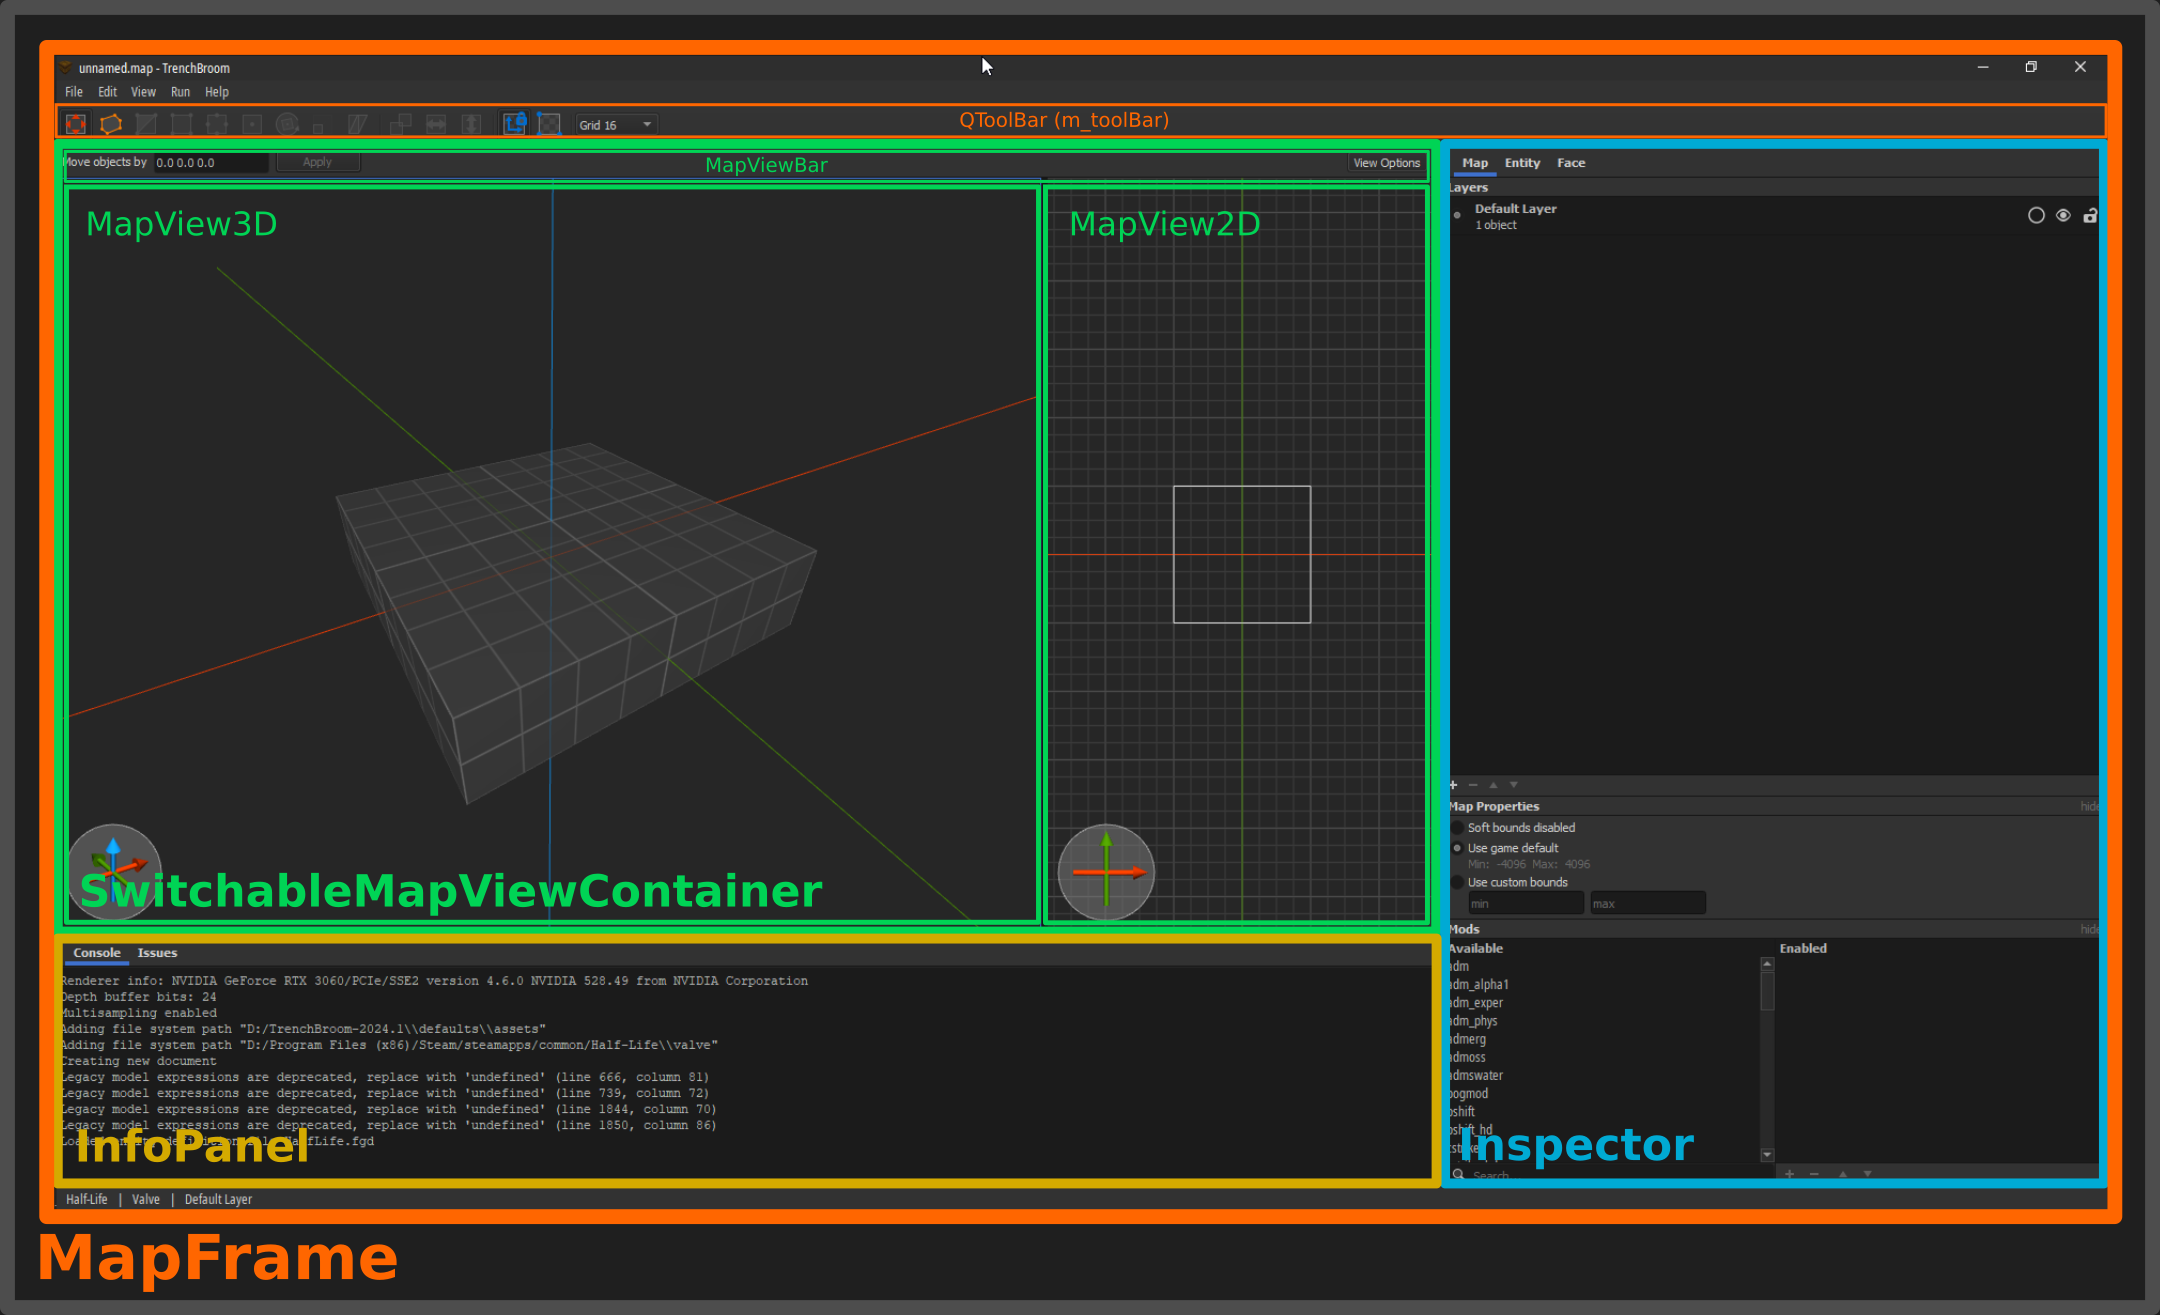 unnamed.map - TrenchBroom
File Edit View Run Help
Grid 16
QToolBar (m_toolBar)
Move objects by 0.0 0.0 0.0 Apply
MapViewBar
View Options
MapView3D
MapView2D
SwitchableMapViewContainer
Map Entity Face
Layers
Default Layer
1 object
Map Properties hide
Soft bounds disabled
Use game default
Min: -4096 Max: 4096
Use custom bounds
min max
Mods hide
Available Enabled
adm
adm_alpha1
adm_exper
adm_phys
admerg
admoss
admswater
bogmod
bshift
bshift_hd
Search...
Inspector
Console Issues
Renderer info: NVIDIA GeForce RTX 3060/PCIe/SSE2 version 4.6.0 NVIDIA 528.49 from NVIDIA Corporation
Depth buffer bits: 24
Multisampling enabled
Adding file system path "D:/TrenchBroom-2024.1\\defaults\\assets"
Adding file system path "D:/Program Files (x86)/Steam/steamapps/common/Half-Life\\valve"
Creating new document
Legacy model expressions are deprecated, replace with 'undefined' (line 666, column 81)
Legacy model expressions are deprecated, replace with 'undefined' (line 739, column 72)
Legacy model expressions are deprecated, replace with 'undefined' (line 1844, column 70)
Legacy model expressions are deprecated, replace with 'undefined' (line 1850, column 86)
Loaded entity definition file HalfLife.fgd
InfoPanel
Half-Life | Valve | Default Layer
MapFrame